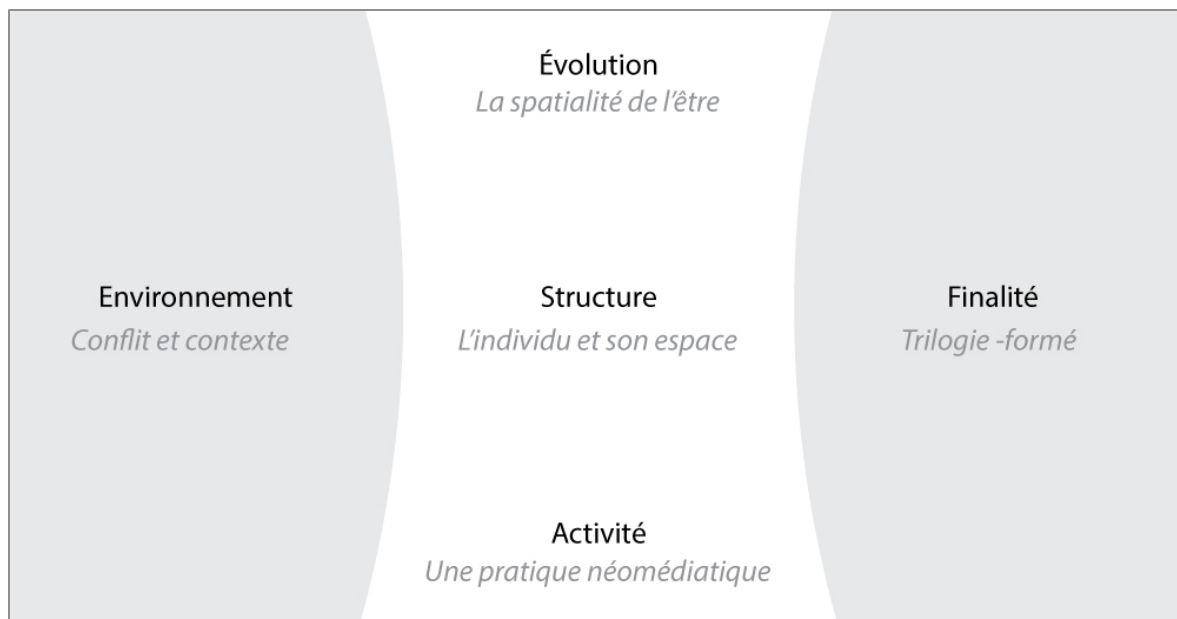 Évolution
La spatialité de l'être
Environnement
Conflit et contexte
Structure
L'individu et son espace
Finalité
Trilogie -formé
Activité
Une pratique néomédiatique